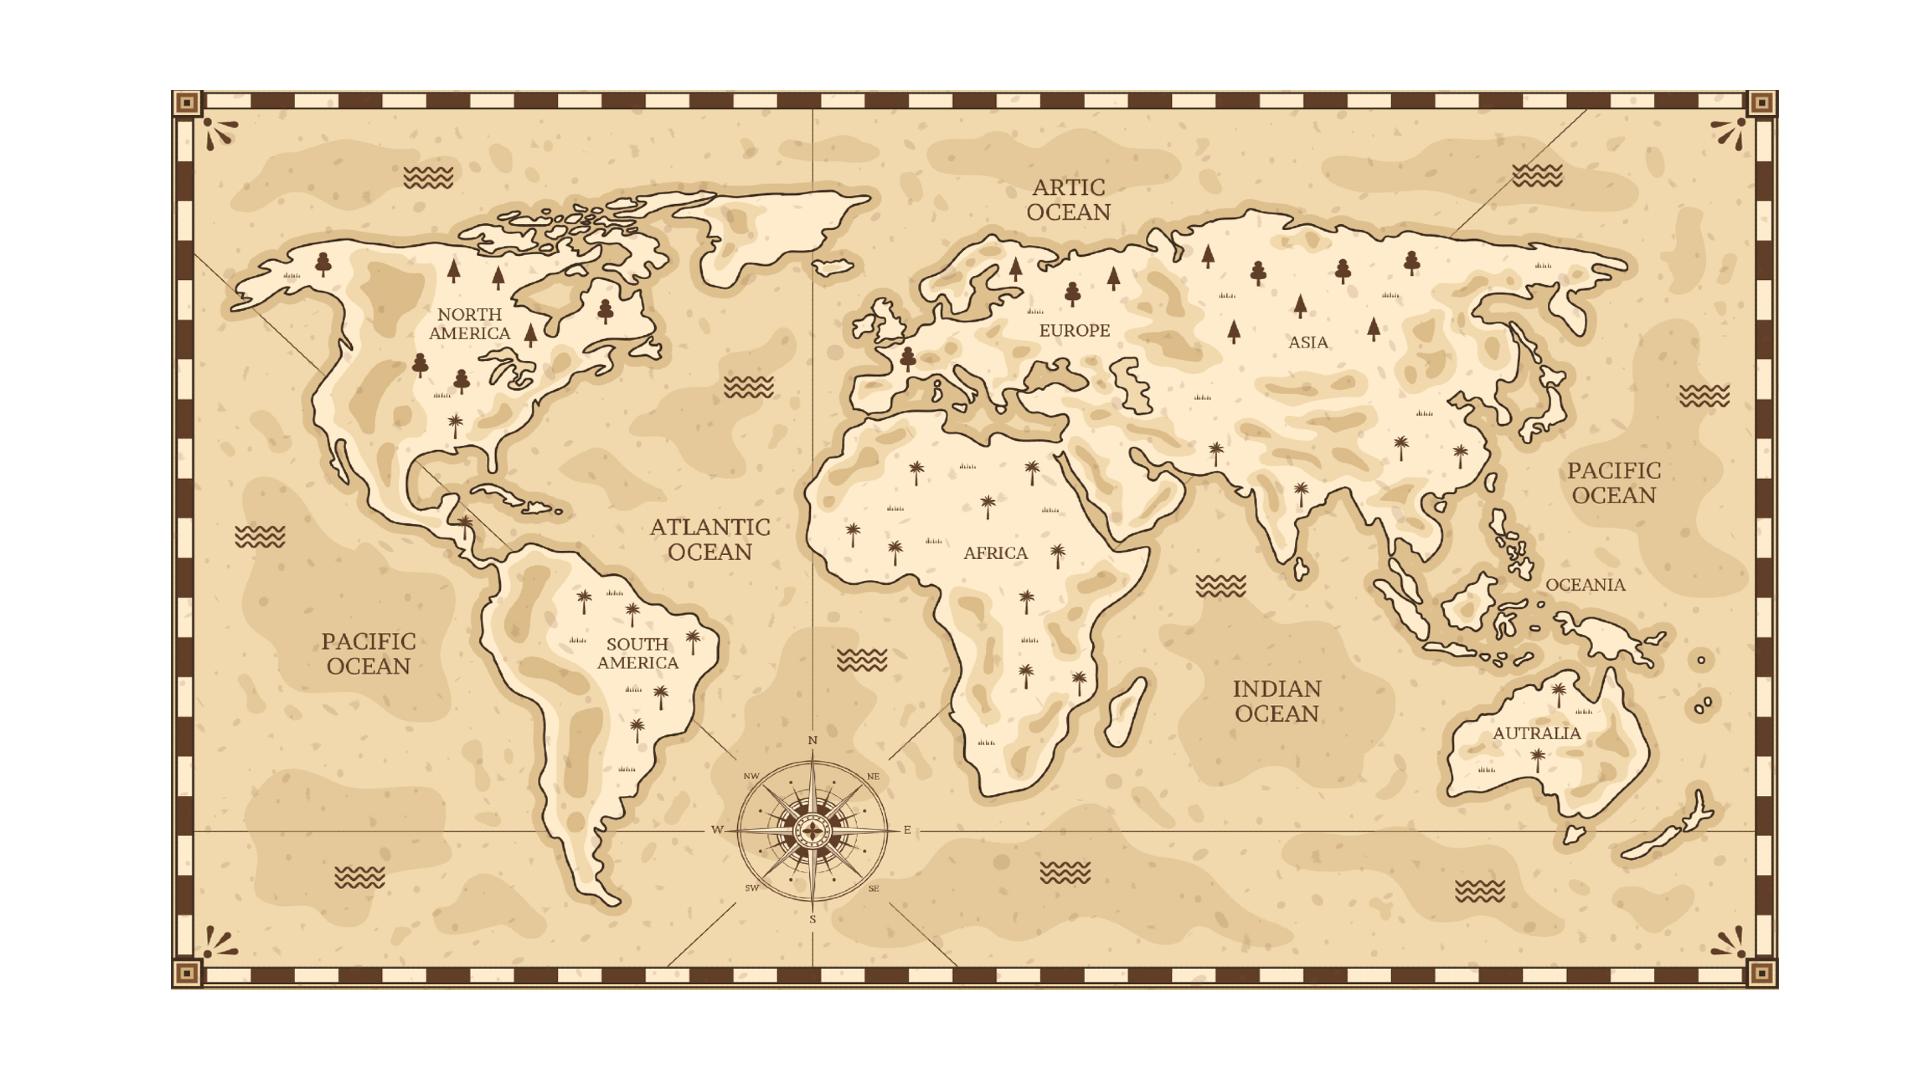 ARTIC
OCEAN
NORTH
AMERICA
EUROPE
ASIA
PACIFIC
OCEAN
ATLANTIC
OCEAN
AFRICA
OCEANIA
PACIFIC
OCEAN
SOUTH
AMERICA
INDIAN
OCEAN
AUTRALIA
N
NW
NE
W
E
SW
SE
S